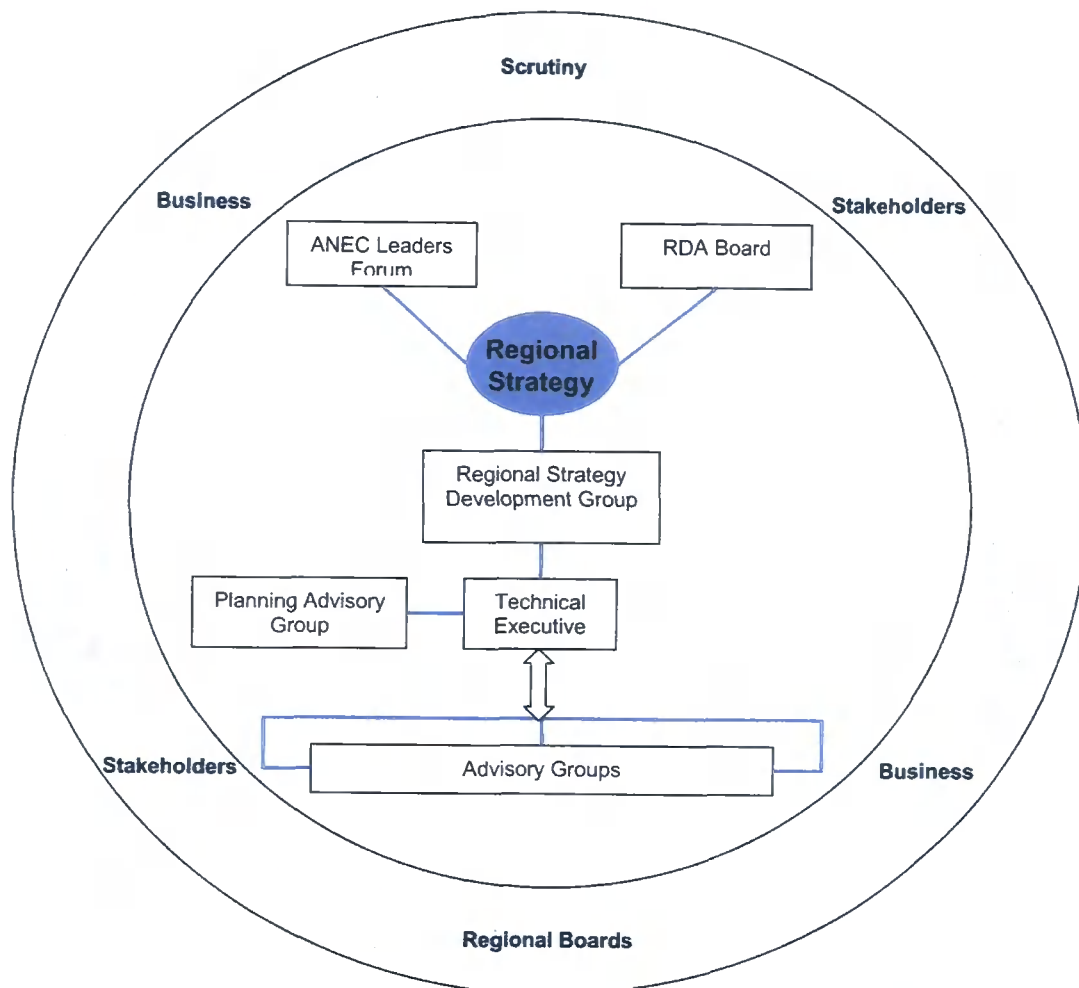 Scrutiny
Business
Stakeholders
ANEC Leaders
Forum
RDA Board
Regional
Strategy
Regional Strategy
Development Group
Planning Advisory
Group
Technical
Executive
Stakeholders
Advisory Groups
Business
Regional Boards